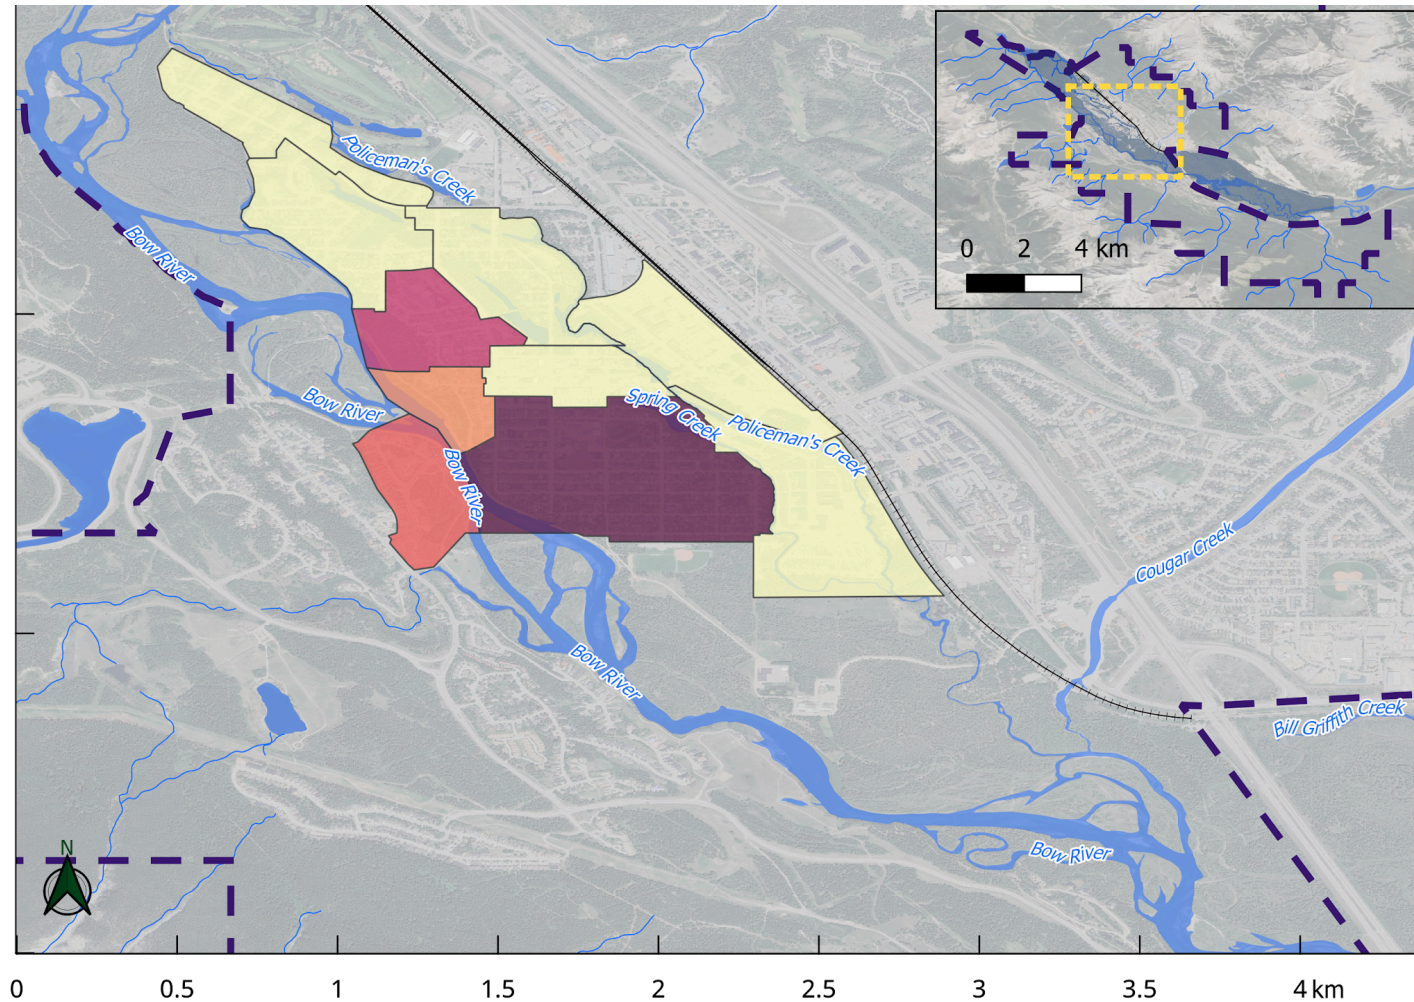 Policeman's Creek
Bow River
0 2 4 km
Bow River
Spring Creek
Policeman's Creek
Bow River
Cougar Creek
Bow River
Bill Griffith Creek
Bow River
N
0 0.5 1 1.5 2 2.5 3 3.5 4 km